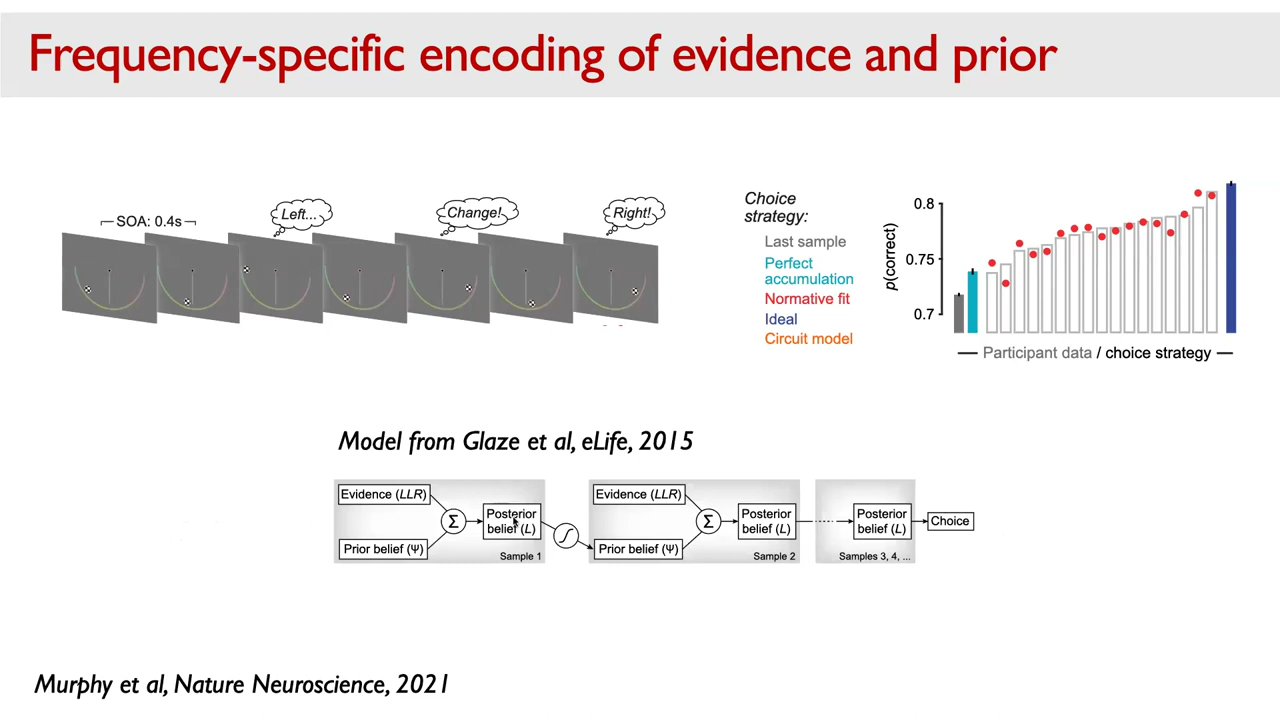 Frequency-specific encoding of evidence and prior
SOA: 0.4s
Left...
Change!
Right!
Choice
strategy:
Last sample
Perfect
accumulation
Normative fit
Ideal
Circuit model
p(correct)
0.8
0.75
0.7
Participant data / choice strategy
Model from Glaze et al, eLife, 2015
Evidence (LLR)
Prior belief (Ψ)
Σ
Posterior
belief (L)
Sample 1
Evidence (LLR)
Prior belief (Ψ)
Σ
Posterior
belief (L)
Sample 2
Posterior
belief (L)
Samples 3, 4, ...
Choice
Murphy et al, Nature Neuroscience, 2021